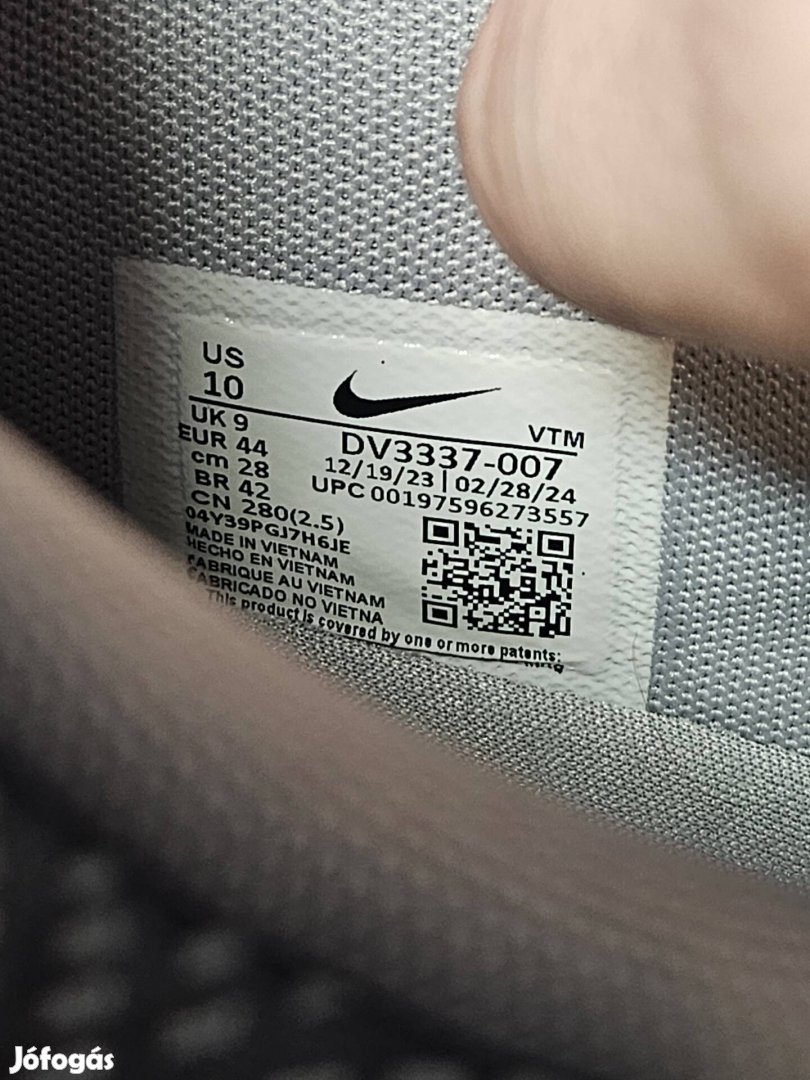 US
10
UK 9
EUR 44
cm 28
BR 42
CN 280(2.5)
04Y39PGJ7H6JE
MADE IN VIETNAM
HECHO EN VIETNAM
FABRIQUE AU VIETNAM
FABRICADO NO VIETNA
VTM
DV3337-007
12/19/23 | 02/28/24
UPC 00197596273557
This product is covered by one or more patents:
Jófogás